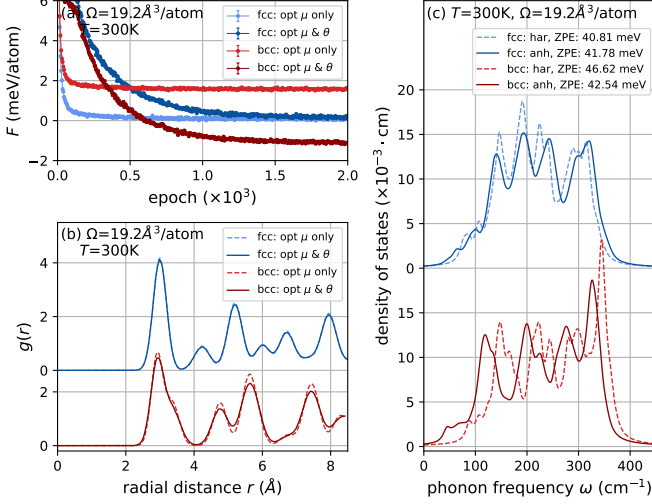 (a) Ω=19.2Å³/atom
T=300K
fcc: opt μ only
fcc: opt μ & θ
bcc: opt μ only
bcc: opt μ & θ
F (meV/atom)
6
4
2
0
−2
0.0
0.5
1.0
1.5
2.0
epoch (×10³)
(b) Ω=19.2Å³/atom
T=300K
fcc: opt μ only
fcc: opt μ & θ
bcc: opt μ only
bcc: opt μ & θ
g(r)
4
2
0
2
0
0
2
4
6
8
radial distance r (Å)
(c) T=300K, Ω=19.2Å³/atom
fcc: har, ZPE: 40.81 meV
fcc: anh, ZPE: 41.78 meV
bcc: har, ZPE: 46.62 meV
bcc: anh, ZPE: 42.54 meV
density of states (×10⁻³ · cm)
20
15
10
5
0
10
5
0
0
100
200
300
400
phonon frequency ω (cm⁻¹)